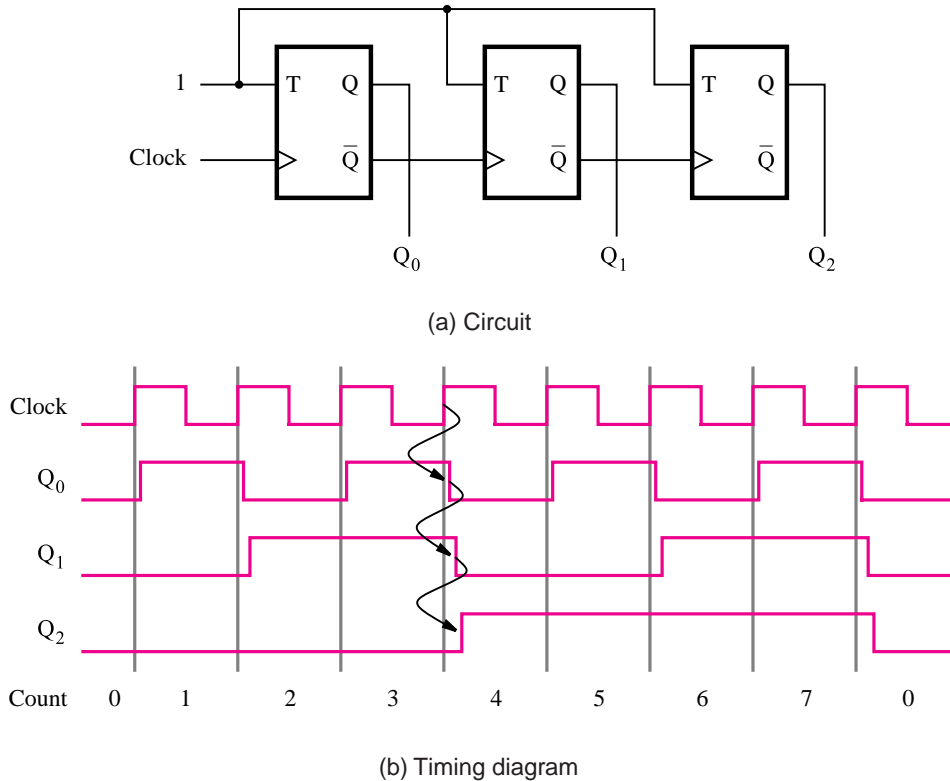 1 T Q T Q T Q
Clock Q̅ Q̅ Q̅
Q₀ Q₁ Q₂
(a) Circuit
Clock
Q₀
Q₁
Q₂
Count 0 1 2 3 4 5 6 7 0
(b) Timing diagram